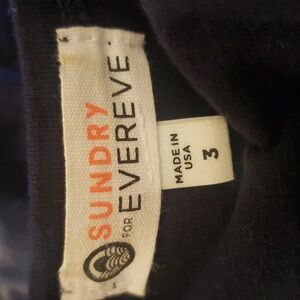 SUNDRY
FOR EVEREVE
MADE IN
USA
3